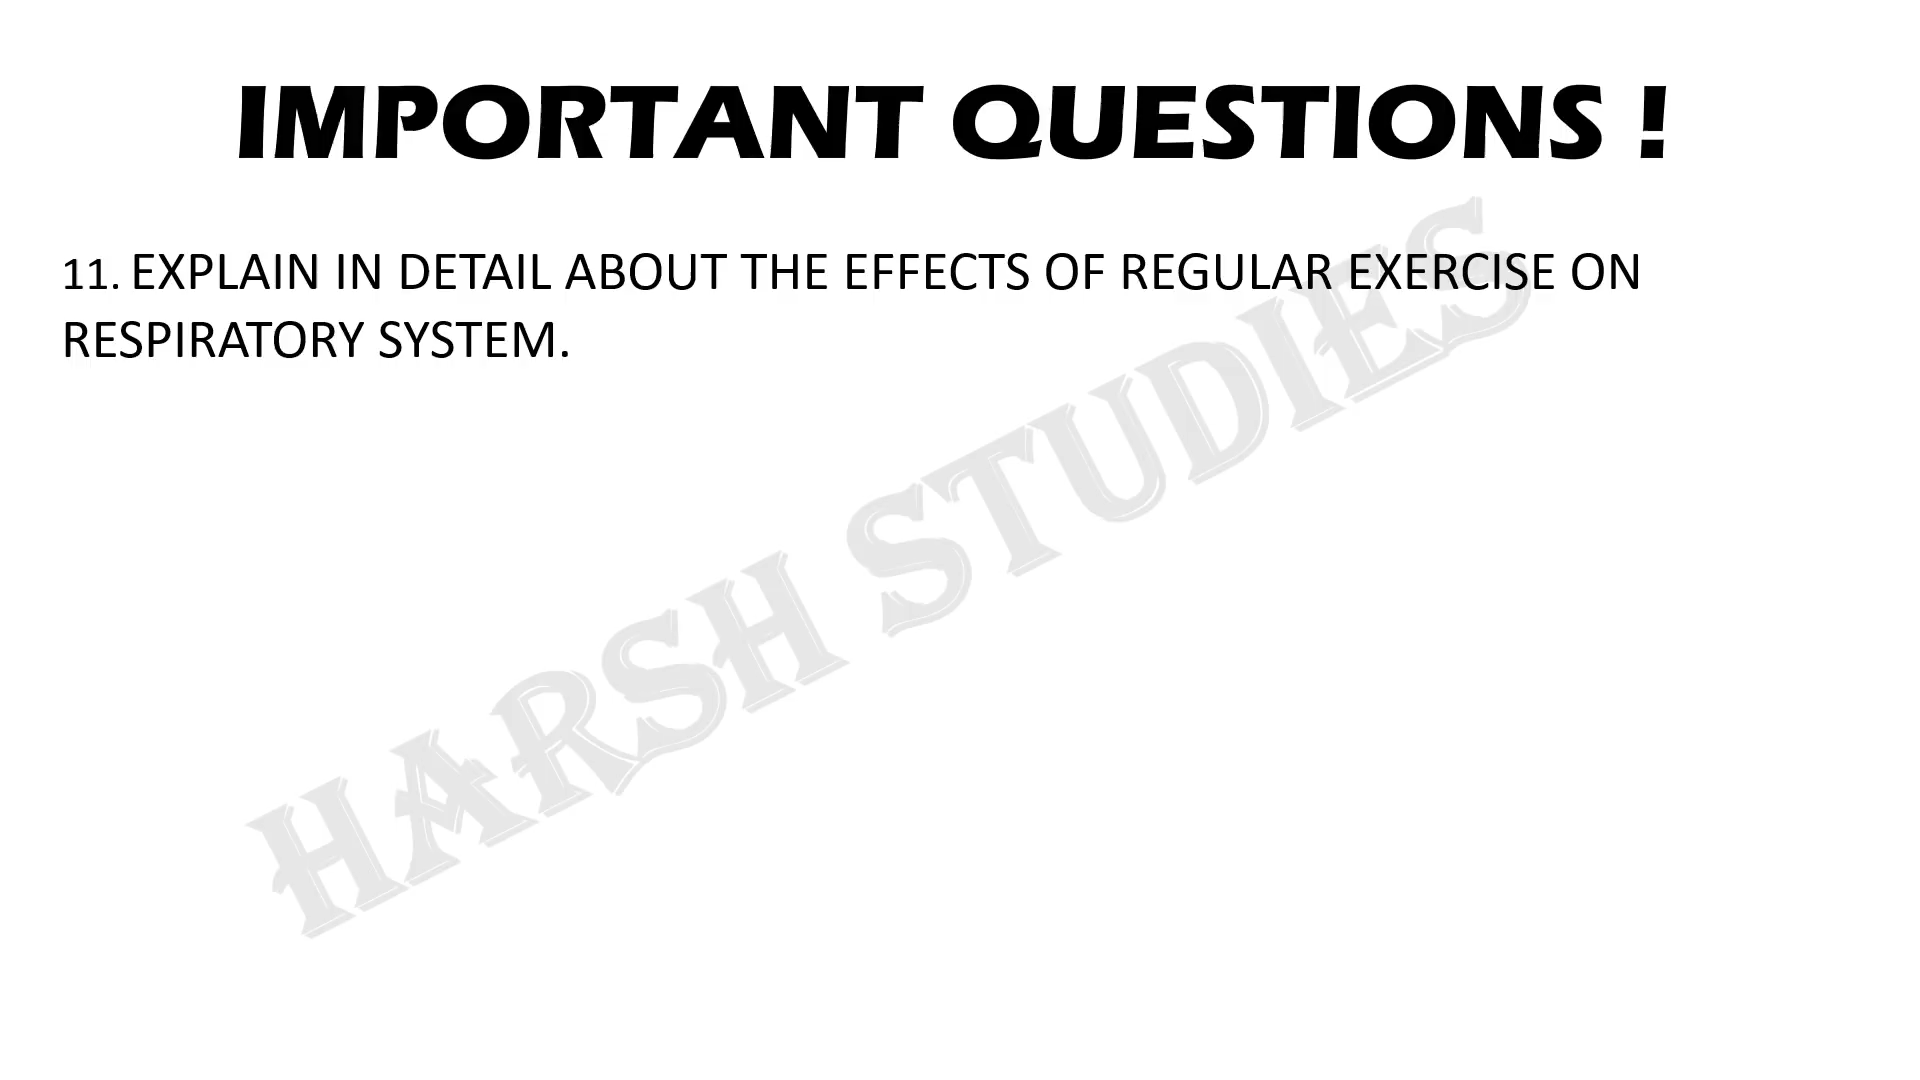 IMPORTANT QUESTIONS !
11. EXPLAIN IN DETAIL ABOUT THE EFFECTS OF REGULAR EXERCISE ON
RESPIRATORY SYSTEM.
HARSH STUDIES